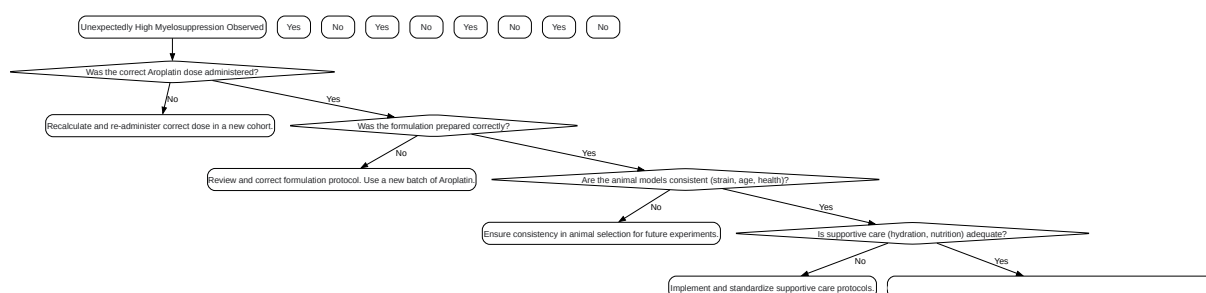 Unexpectedly High Myelosuppression Observed
Yes
No
Yes
No
Yes
No
Yes
No
Was the correct Aroplatin dose administered?
No
Yes
Recalculate and re-administer correct dose in a new cohort.
Was the formulation prepared correctly?
No
Yes
Review and correct formulation protocol. Use a new batch of Aroplatin.
Are the animal models consistent (strain, age, health)?
No
Yes
Ensure consistency in animal selection for future experiments.
Is supportive care (hydration, nutrition) adequate?
No
Yes
Implement and standardize supportive care protocols.